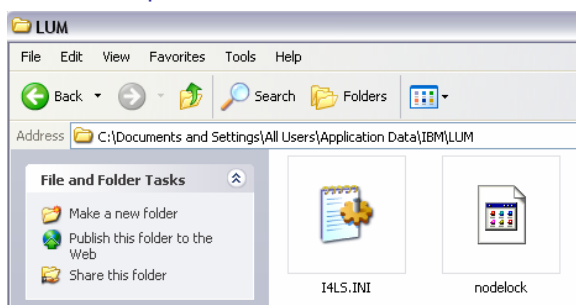 LUM
File Edit View Favorites Tools Help
Back Search Folders
Address C:\Documents and Settings\All Users\Application Data\IBM\LUM
File and Folder Tasks
Make a new folder
Publish this folder to the
Web
Share this folder
I4LS.INI nodelock